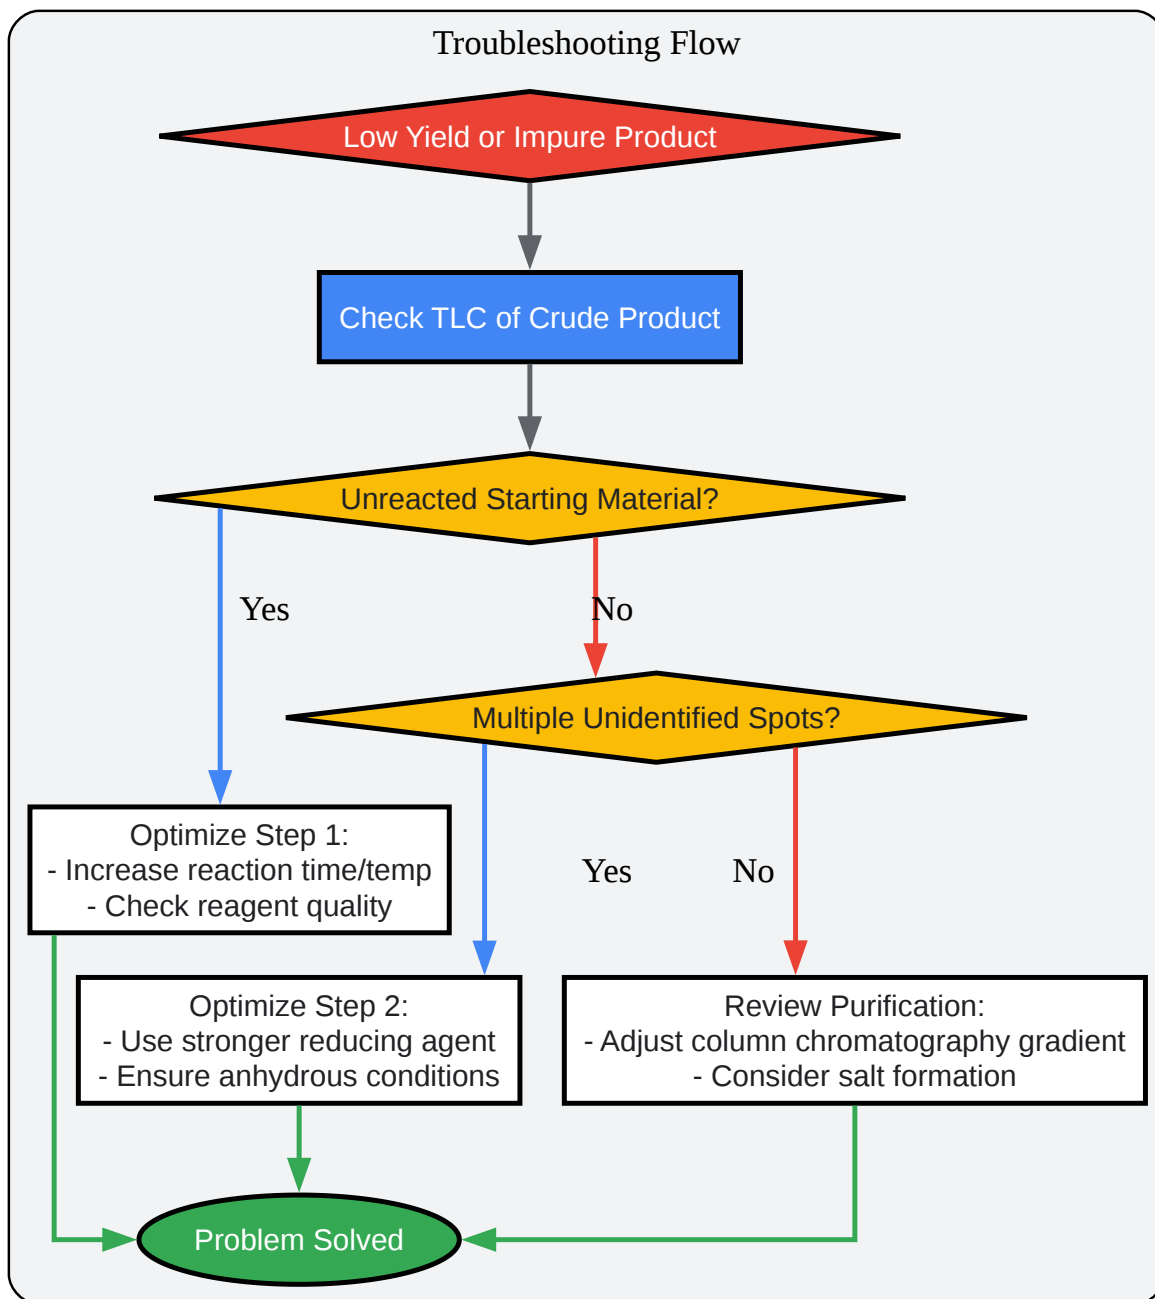 Troubleshooting Flow
Low Yield or Impure Product
Check TLC of Crude Product
Unreacted Starting Material?
Yes
No
Multiple Unidentified Spots?
Optimize Step 1:
- Increase reaction time/temp
- Check reagent quality
Yes
No
Optimize Step 2:
- Use stronger reducing agent
- Ensure anhydrous conditions
Review Purification:
- Adjust column chromatography gradient
- Consider salt formation
Problem Solved